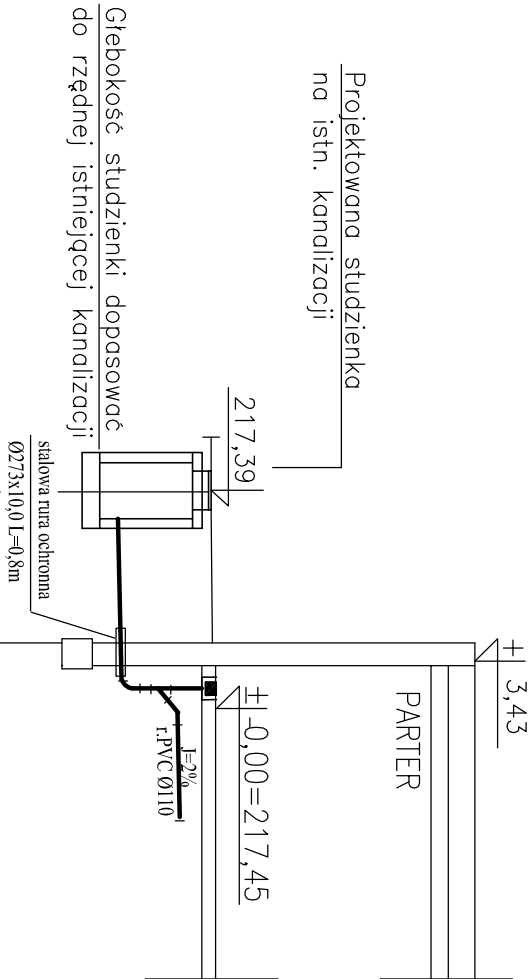 ± 3,43
PARTER
± -0,00=217,45
J=2%
r.PVC Ø110
Projektowana studzienka
na istn. kanalizacji
217,39
Głebokość studzienki dopasować
do rzędnej istniejącej kanalizacji
stalowa rura ochronna
Ø273x10,0 L=0,8m